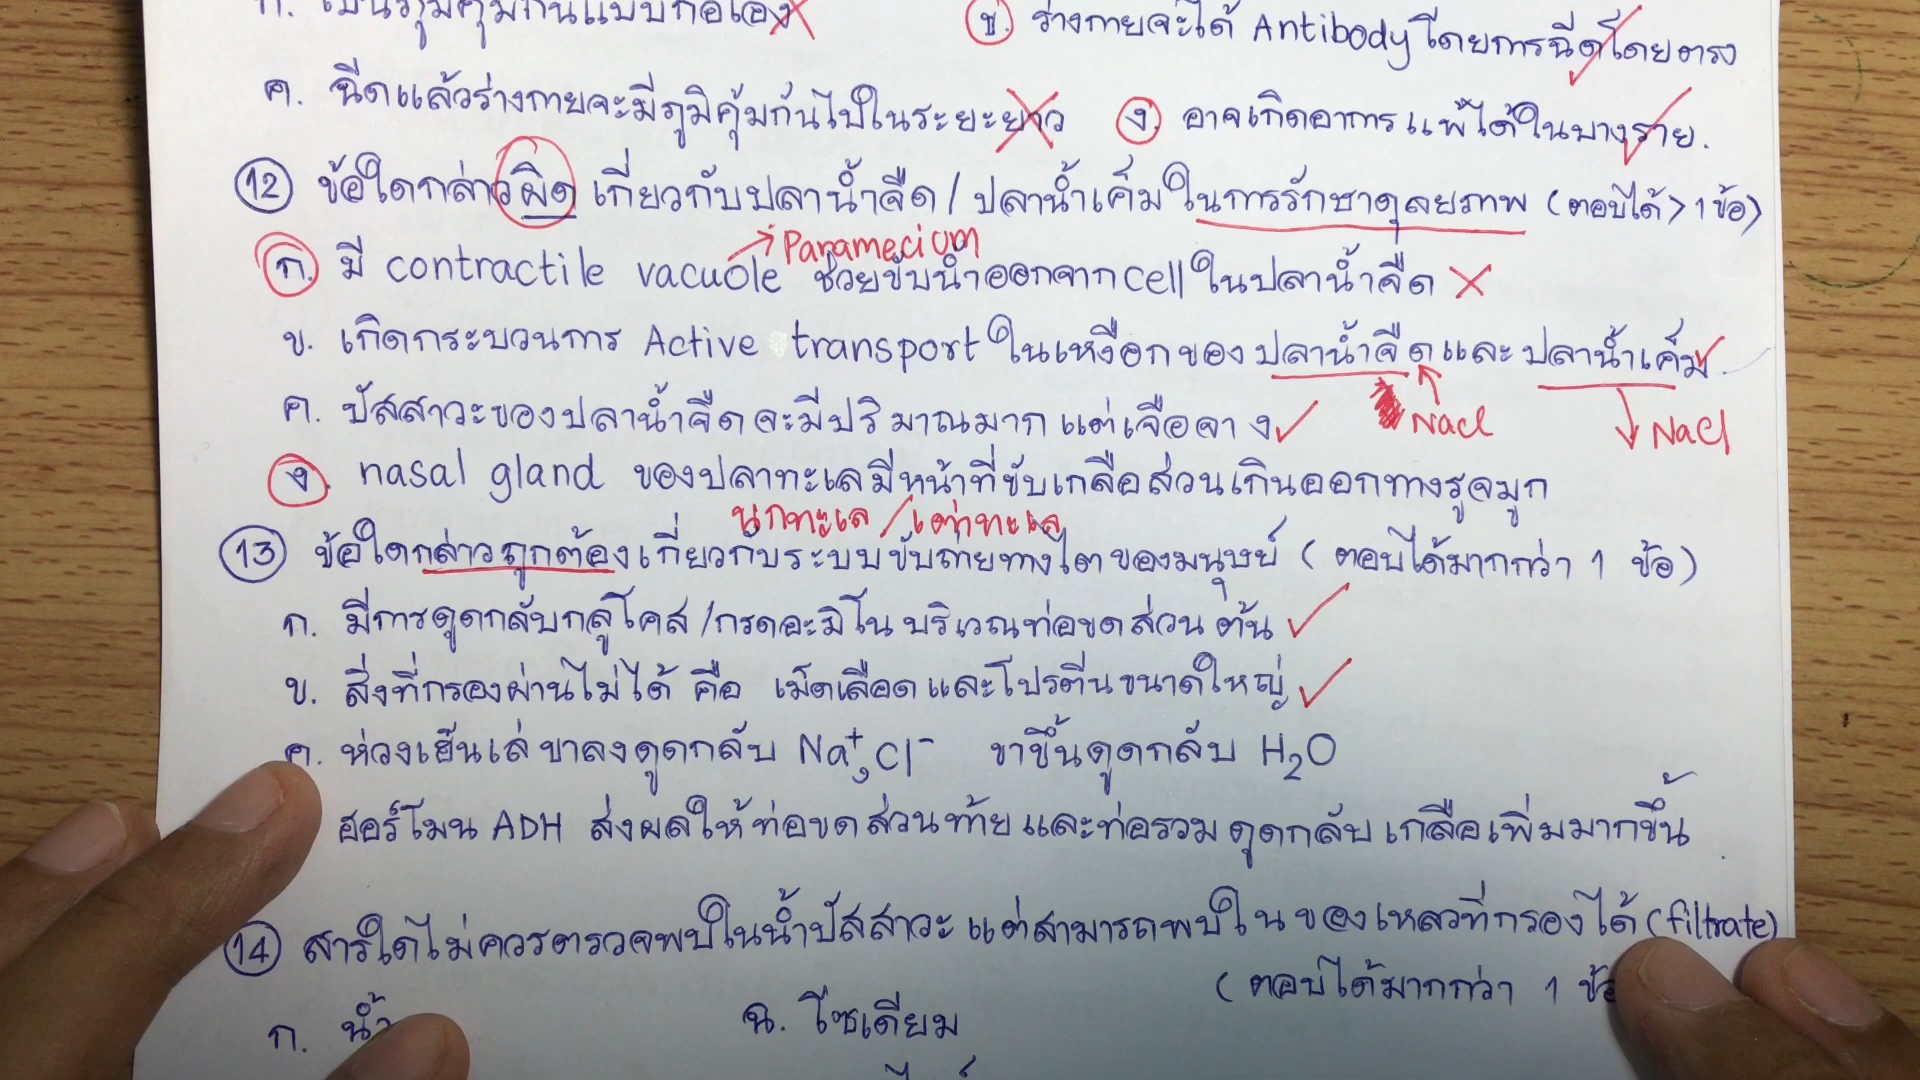 ก. เป็นภูมิคุ้มกันแบบก่อเอง ข. ร่างกายจะได้ Antibody โดยการฉีดโดยตรง
ค. ฉีดแล้วร่างกายจะมีภูมิคุ้มกันไปในระยะยาว ง. อาจเกิดอาการแพ้ได้ในบางราย.
12 ข้อใดกล่าวผิด เกี่ยวกับปลาน้ำจืด / ปลาน้ำเค็ม ในการรักษาดุลยภาพ (ตอบได้ > 1 ข้อ)
Paramecium
ก. มี contractile vacuole ช่วยขับน้ำออกจาก cell ในปลาน้ำจืด
ข. เกิดกระบวนการ Active transport ในเหงือกของ ปลาน้ำจืด และ ปลาน้ำเค็ม.
ค. ปัสสาวะของปลาน้ำจืดจะมีปริมาณมาก แต่เจือจาง
NaCl NaCl
ง. nasal gland ของปลาทะเลมีหน้าที่ขับเกลือส่วนเกินออกทางรูจมูก
นกทะเล / เต่าทะเล
13 ข้อใดกล่าวถูกต้องเกี่ยวกับระบบขับถ่ายทางไตของมนุษย์ ( ตอบได้มากกว่า 1 ข้อ)
ก. มีการดูดกลับกลูโคส /กรดอะมิโน บริเวณท่อขดส่วนต้น
ข. สิ่งที่กรองผ่านไม่ได้ คือ เม็ดเลือดและโปรตีนขนาดใหญ่
ค. ห่วงเฮนเล่ ขาลงดูดกลับ Na⁺, Cl⁻ ขาขึ้นดูดกลับ H₂O
ฮอร์โมน ADH ส่งผลให้ท่อขดส่วนท้ายและท่อรวม ดูดกลับเกลือเพิ่มมากขึ้น
14 สารใดไม่ควรตรวจพบในน้ำปัสสาวะ แต่สามารถพบใน ของเหลวที่กรองได้ (filtrate)
( ตอบได้มากกว่า 1 ข้อ
ก. น้ำ ฉ. โซเดียม